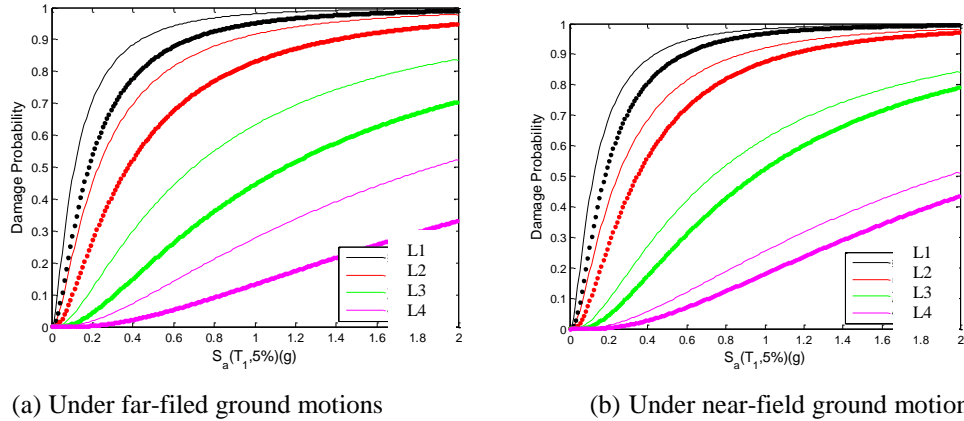 1
0.9
0.8
0.7
0.6
0.5
0.4
0.3
0.2
0.1
0
Damage Probability
0 0.2 0.4 0.6 0.8 1 1.2 1.4 1.6 1.8 2
Sa(T1,5%)(g)
L1
L2
L3
L4
(a) Under far-filed ground motions
1
0.9
0.8
0.7
0.6
0.5
0.4
0.3
0.2
0.1
0
Damage Probability
0 0.2 0.4 0.6 0.8 1 1.2 1.4 1.6 1.8 2
Sa(T1,5%)(g)
L1
L2
L3
L4
(b) Under near-field ground motion